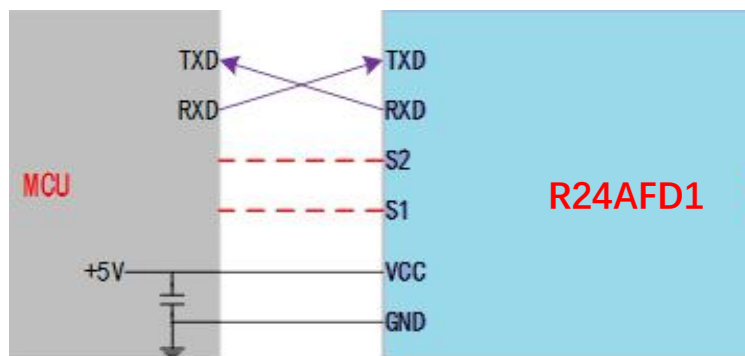 TXD TXD
RXD RXD
S2
MCU R24AFD1
S1
+5V VCC
GND